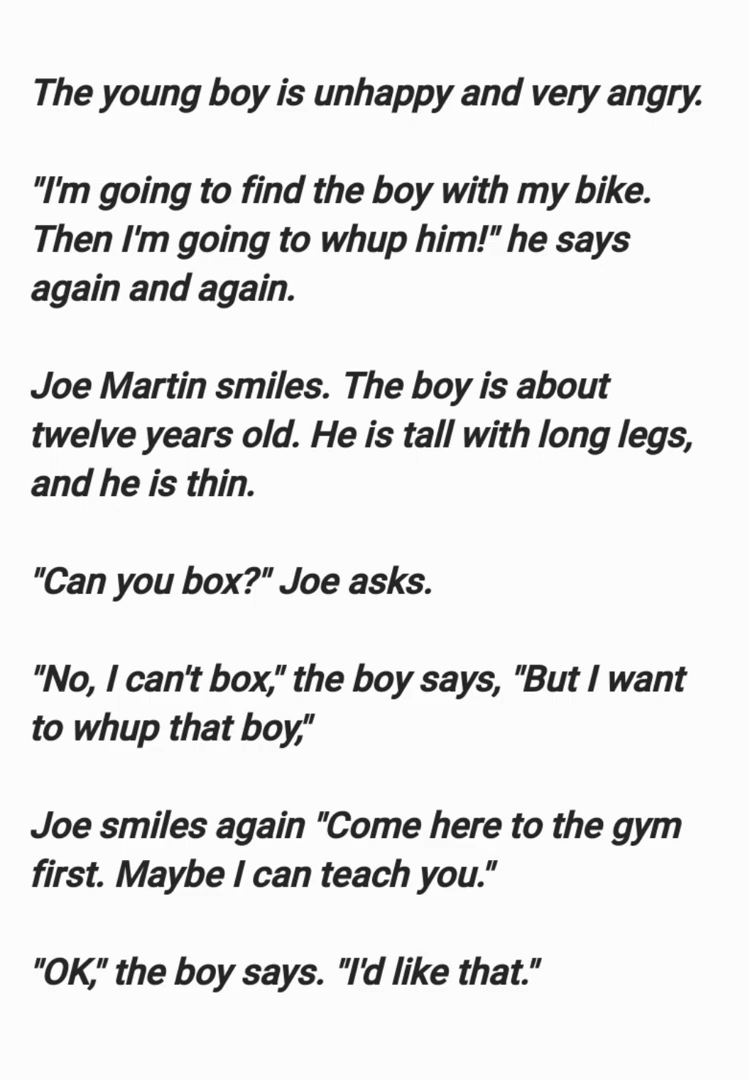 The young boy is unhappy and very angry.
"I'm going to find the boy with my bike.
Then I'm going to whup him!" he says
again and again.
Joe Martin smiles. The boy is about
twelve years old. He is tall with long legs,
and he is thin.
"Can you box?" Joe asks.
"No, I can't box," the boy says, "But I want
to whup that boy,"
Joe smiles again "Come here to the gym
first. Maybe I can teach you."
"OK," the boy says. "I'd like that."